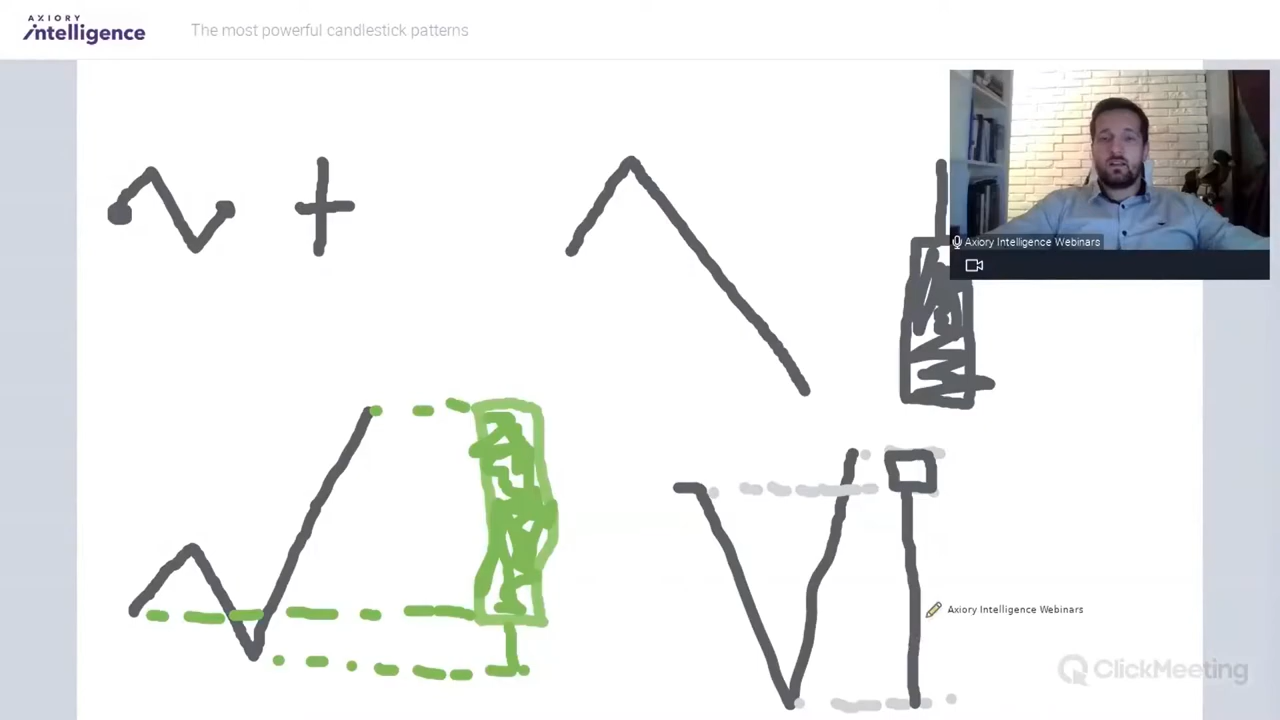 AXIORY
intelligence
The most powerful candlestick patterns
Axiory Intelligence Webinars
Axiory Intelligence Webinars
ClickMeeting